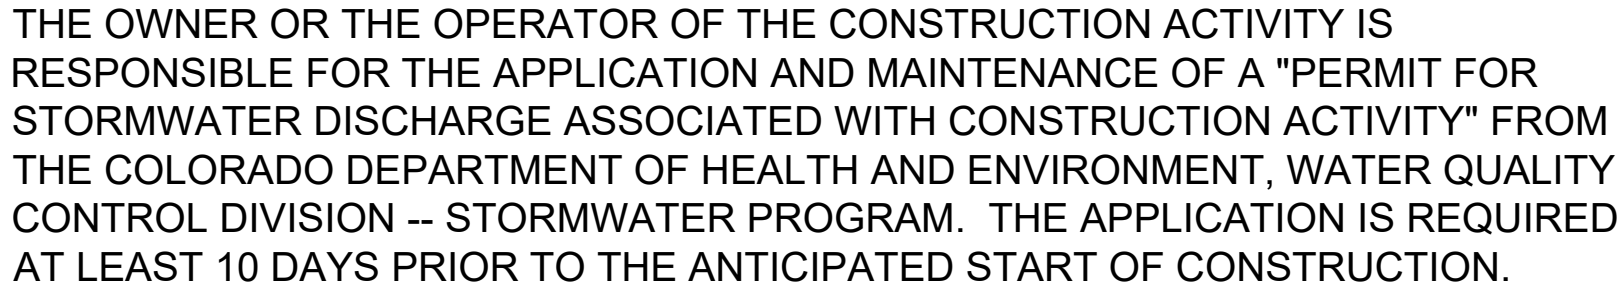 THE OWNER OR THE OPERATOR OF THE CONSTRUCTION ACTIVITY IS
RESPONSIBLE FOR THE APPLICATION AND MAINTENANCE OF A "PERMIT FOR
STORMWATER DISCHARGE ASSOCIATED WITH CONSTRUCTION ACTIVITY" FROM
THE COLORADO DEPARTMENT OF HEALTH AND ENVIRONMENT, WATER QUALITY
CONTROL DIVISION -- STORMWATER PROGRAM.  THE APPLICATION IS REQUIRED
AT LEAST 10 DAYS PRIOR TO THE ANTICIPATED START OF CONSTRUCTION.